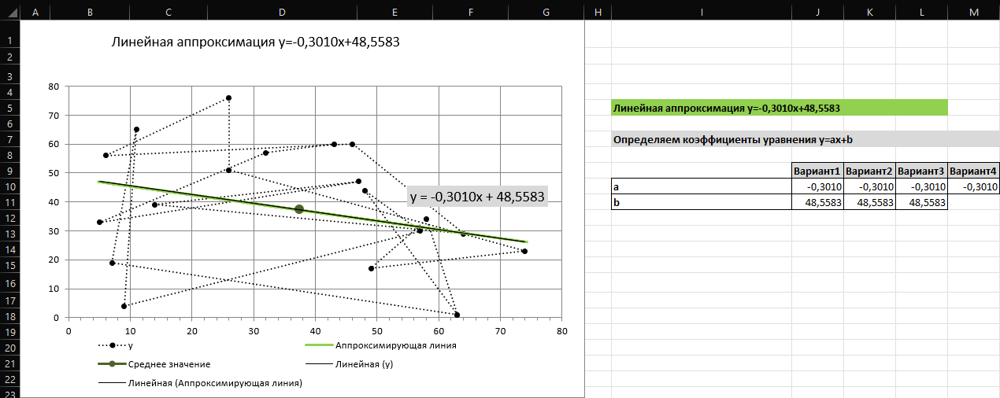 A B C D E F G H I J K L M
1
2
3
4
5
6
7
8
9
10
11
12
13
14
15
16
17
18
19
20
21
22
23
Линейная аппроксимация y=-0,3010x+48,5583
80
70
60
50
40
30
20
10
0
y = -0,3010x + 48,5583
0 10 20 30 40 50 60 70 80
y
Аппроксимирующая линия
Среднее значение
Линейная (y)
Линейная (Аппроксимирующая линия)
Линейная аппроксимация y=-0,3010x+48,5583
Определяем коэффициенты уравнения y=ax+b
Вариант1 Вариант2 Вариант3 Вариант4
a -0,3010 -0,3010 -0,3010 -0,3010
b 48,5583 48,5583 48,5583